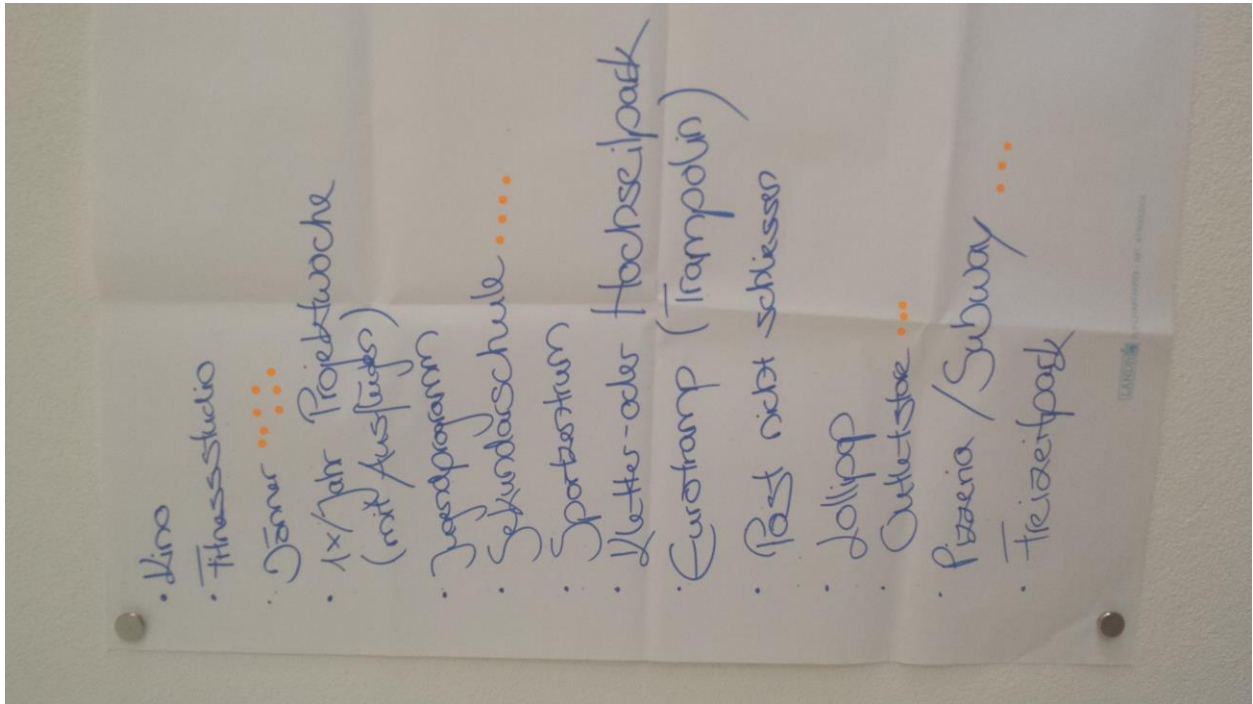 • Kino
• Fitnessstudio
• Dönner
• 1x/Jahr Projektwoche
(mit Ausflügen)
• Jugendprogramm
• Sekundarschule
• Sportzentrum
• Kletter- oder Hochseilpark
• Eurotramp (Trampolin)
• Post nicht schliessen
• Lollipop
• Outletstore
• Pizzeria / Subway
• Freizeitpark